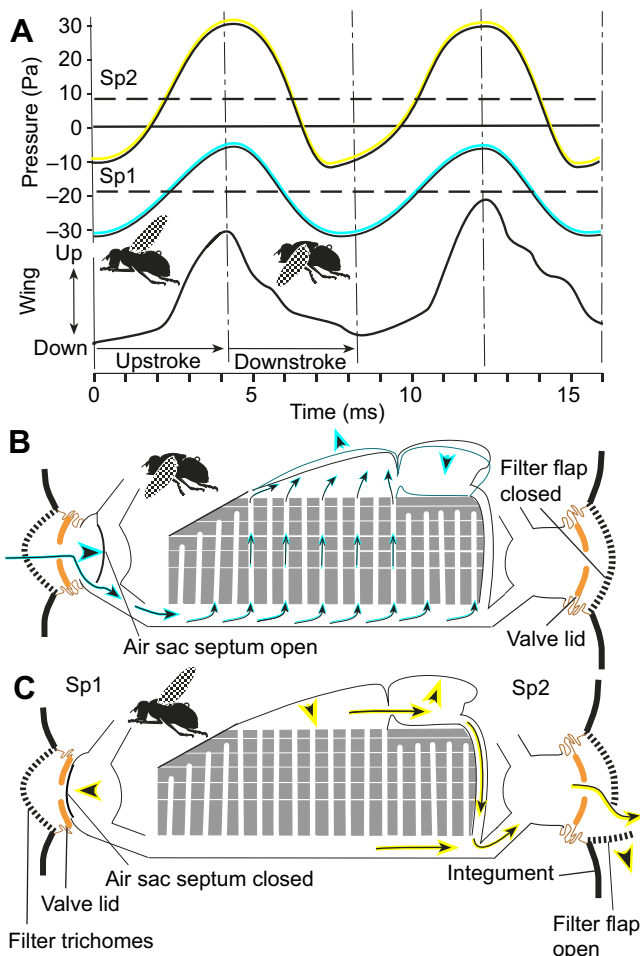 A
Pressure (Pa)
30
20
10
0
–10
–20
–30
Sp2
Sp1
Up
Wing
Down
Upstroke
Downstroke
0
5
10
15
Time (ms)
B
Filter flap
closed
Air sac septum open
Valve lid
C
Sp1
Sp2
Air sac septum closed
Valve lid
Filter trichomes
Integument
Filter flap
open